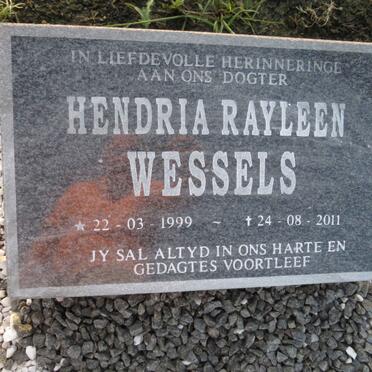 IN LIEFDEVOLLE HERINNERINGE
AAN ONS DOGTER
HENDRIA RAYLEEN
WESSELS
★ 22 - 03 - 1999 ~ ✝ 24 - 08 - 2011
JY SAL ALTYD IN ONS HARTE EN
GEDAGTES VOORTLEEF